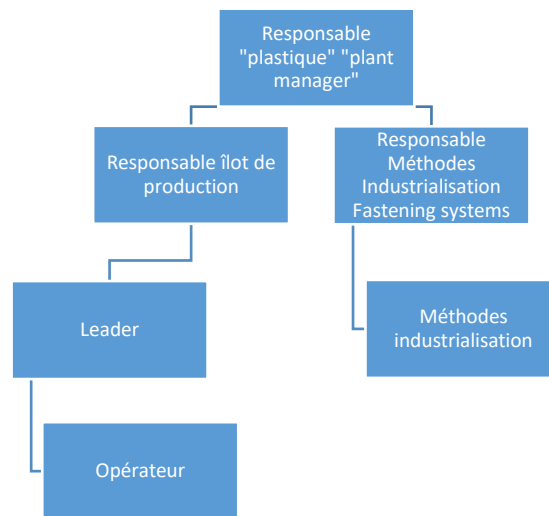 Responsable
"plastique" "plant
manager"
Responsable îlot de
production
Responsable
Méthodes
Industrialisation
Fastening systems
Leader
Méthodes
industrialisation
Opérateur